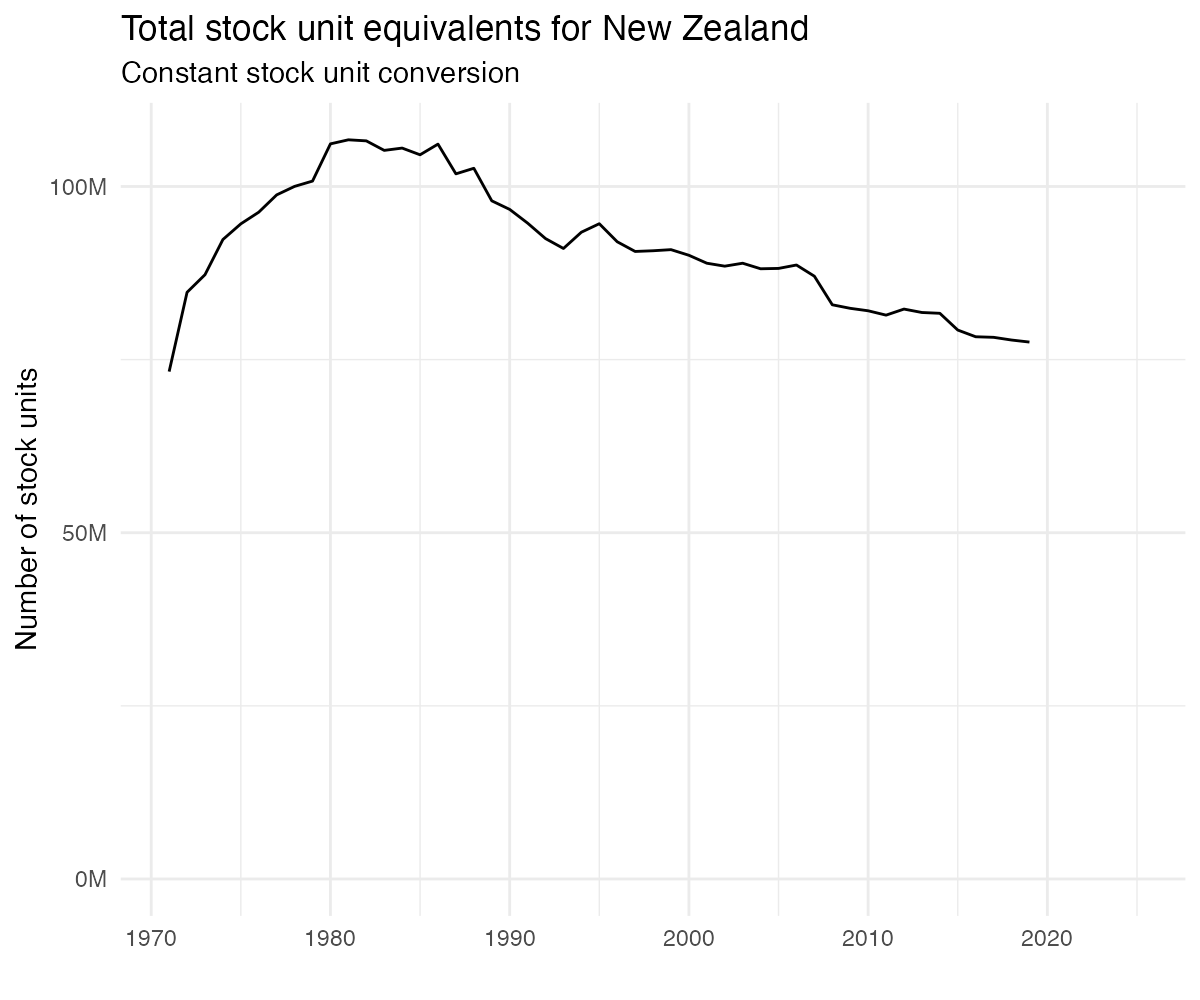 Total stock unit equivalents for New Zealand
Constant stock unit conversion
Number of stock units
100M
50M
0M
1970 1980 1990 2000 2010 2020